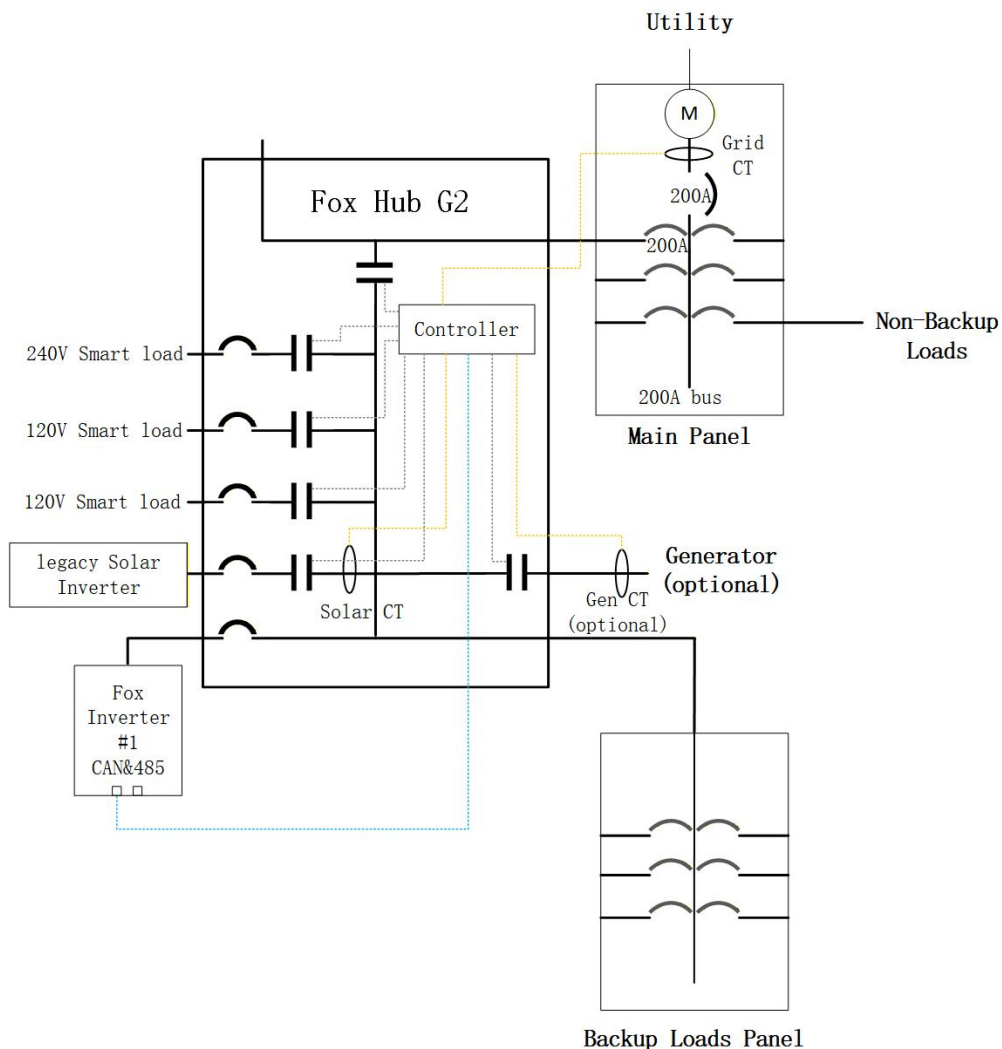 Utility
M
Grid
CT
200A
Fox Hub G2
200A
Controller
Non-Backup
Loads
240V Smart load
200A bus
Main Panel
120V Smart load
120V Smart load
legacy Solar
Inverter
Solar CT
Generator
(optional)
Gen CT
(optional)
Fox
Inverter
#1
CAN&485
Backup Loads Panel